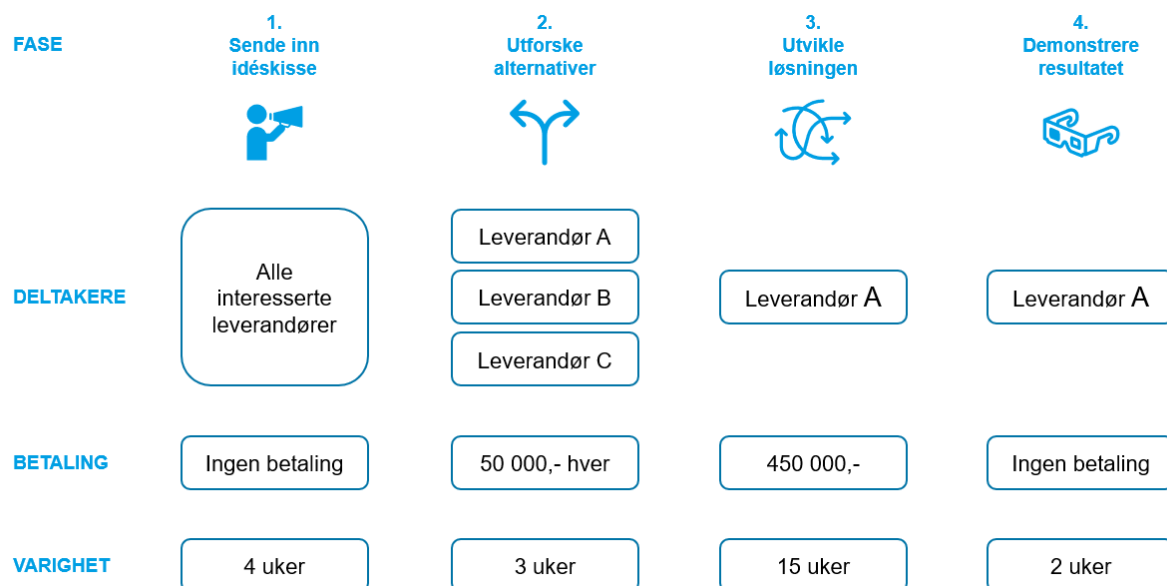 FASE
1.
Sende inn
idéskisse
2.
Utforske
alternativer
3.
Utvikle
løsningen
4.
Demonstrere
resultatet
DELTAKERE
Alle
interesserte
leverandører
Leverandør A
Leverandør B
Leverandør C
Leverandør A
Leverandør A
BETALING
Ingen betaling
50 000,- hver
450 000,-
Ingen betaling
VARIGHET
4 uker
3 uker
15 uker
2 uker